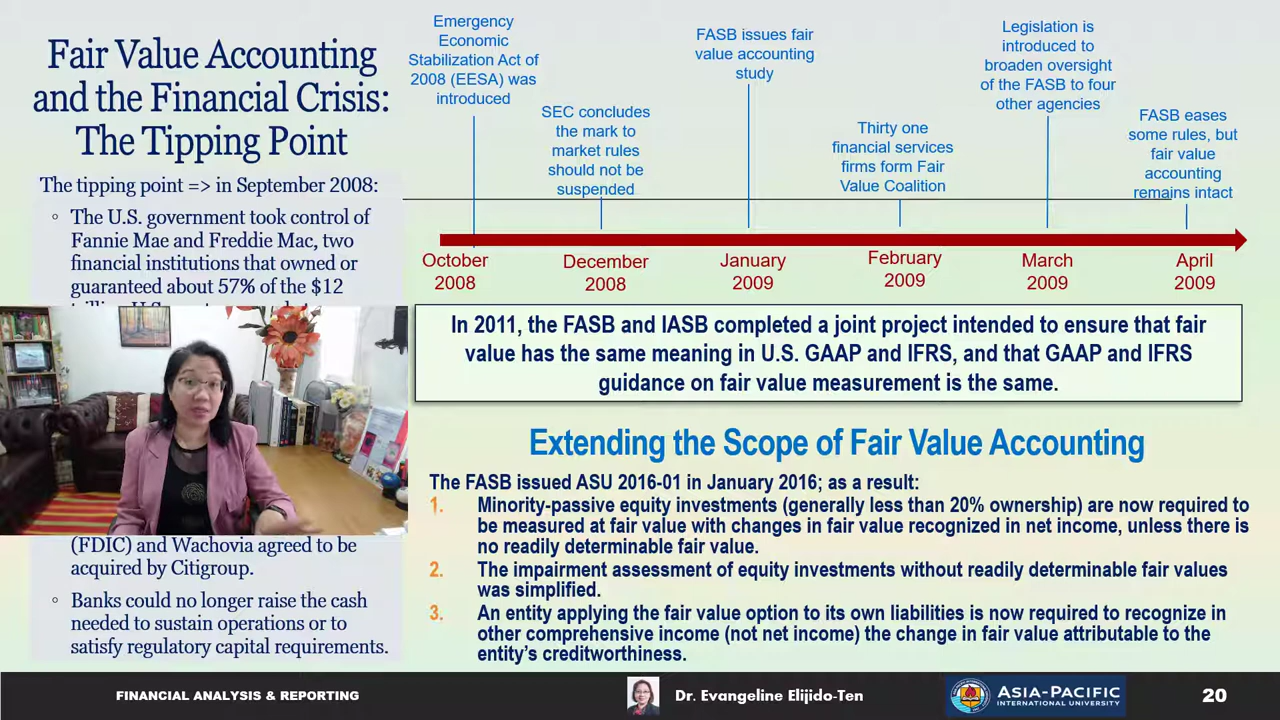 Fair Value Accounting
and the Financial Crisis:
The Tipping Point
The tipping point => in September 2008:
◦ The U.S. government took control of
Fannie Mae and Freddie Mac, two
financial institutions that owned or
guaranteed about 57% of the $12
(FDIC) and Wachovia agreed to be
acquired by Citigroup.
◦ Banks could no longer raise the cash
needed to sustain operations or to
satisfy regulatory capital requirements.
Emergency
Economic
Stabilization Act of
2008 (EESA) was
introduced
SEC concludes
the mark to
market rules
should not be
suspended
FASB issues fair
value accounting
study
Thirty one
financial services
firms form Fair
Value Coalition
Legislation is
introduced to
broaden oversight
of the FASB to four
other agencies
FASB eases
some rules, but
fair value
accounting
remains intact
October
2008
December
2008
January
2009
February
2009
March
2009
April
2009
In 2011, the FASB and IASB completed a joint project intended to ensure that fair
value has the same meaning in U.S. GAAP and IFRS, and that GAAP and IFRS
guidance on fair value measurement is the same.
Extending the Scope of Fair Value Accounting
The FASB issued ASU 2016-01 in January 2016; as a result:
1. Minority-passive equity investments (generally less than 20% ownership) are now required to
be measured at fair value with changes in fair value recognized in net income, unless there is
no readily determinable fair value.
2. The impairment assessment of equity investments without readily determinable fair values
was simplified.
3. An entity applying the fair value option to its own liabilities is now required to recognize in
other comprehensive income (not net income) the change in fair value attributable to the
entity's creditworthiness.
FINANCIAL ANALYSIS & REPORTING
Dr. Evangeline Elijido-Ten
ASIA-PACIFIC
INTERNATIONAL UNIVERSITY
20